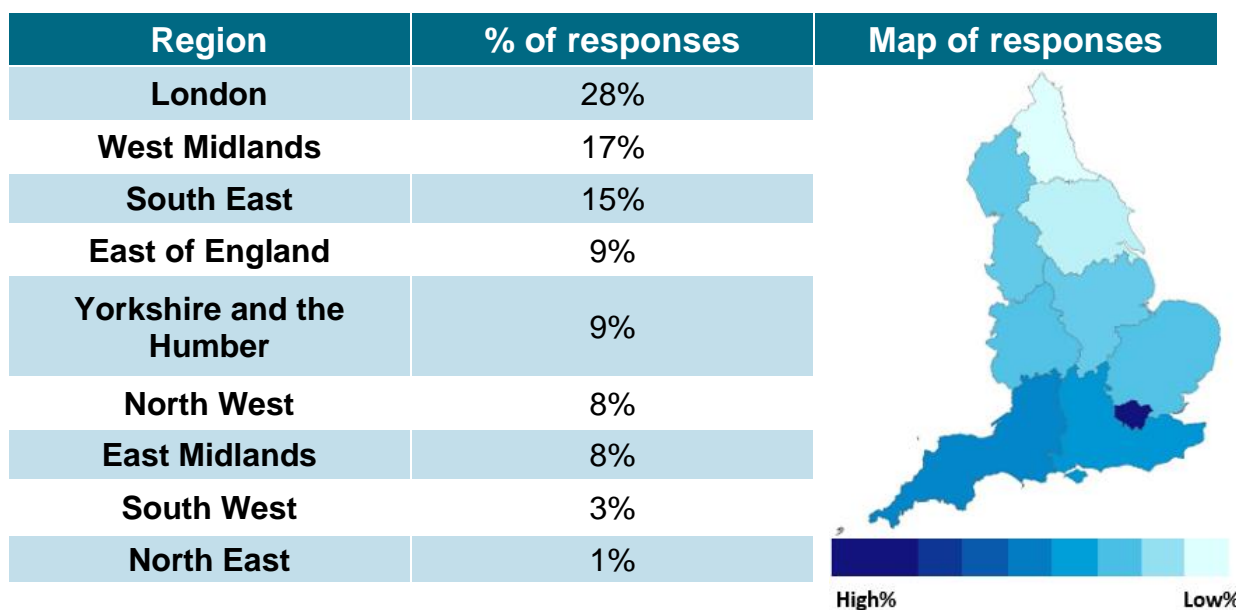 Region % of responses Map of responses
London 28%
West Midlands 17%
South East 15%
East of England 9%
Yorkshire and the
Humber 9%
North West 8%
East Midlands 8%
South West 3%
North East 1%
High% Low%